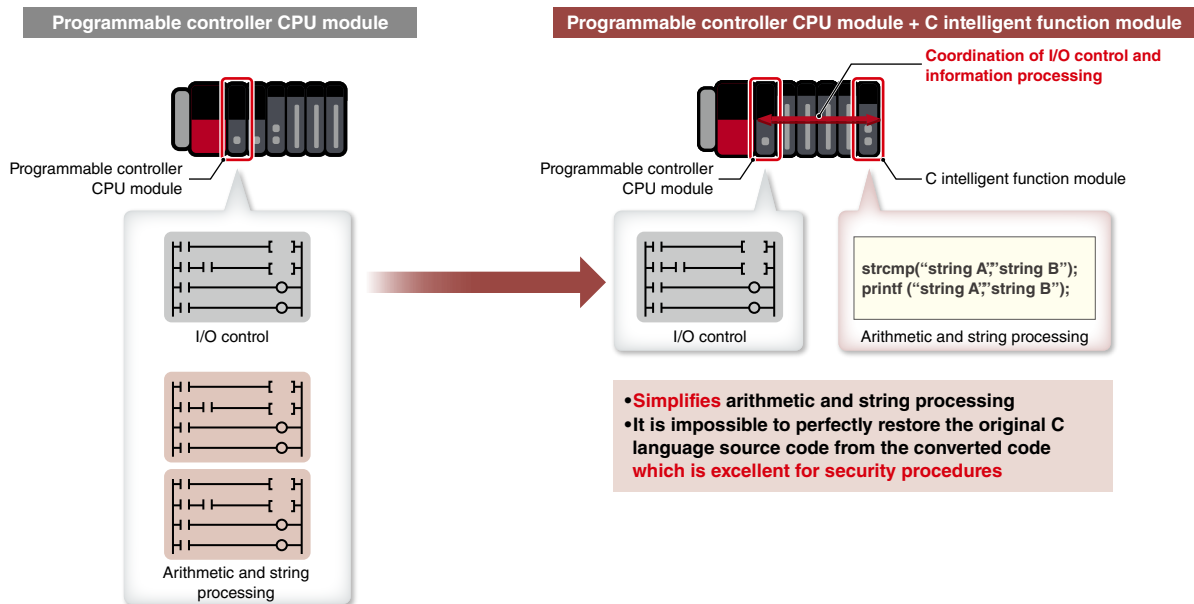 Programmable controller CPU module
Programmable controller
CPU module
I/O control
Arithmetic and string
processing
Programmable controller CPU module + C intelligent function module
Coordination of I/O control and
information processing
Programmable controller
CPU module
C intelligent function module
I/O control
strcmp(“string A”,”string B”);
printf (“string A”,”string B”);
Arithmetic and string processing
•Simplifies arithmetic and string processing
•It is impossible to perfectly restore the original C
language source code from the converted code
which is excellent for security procedures